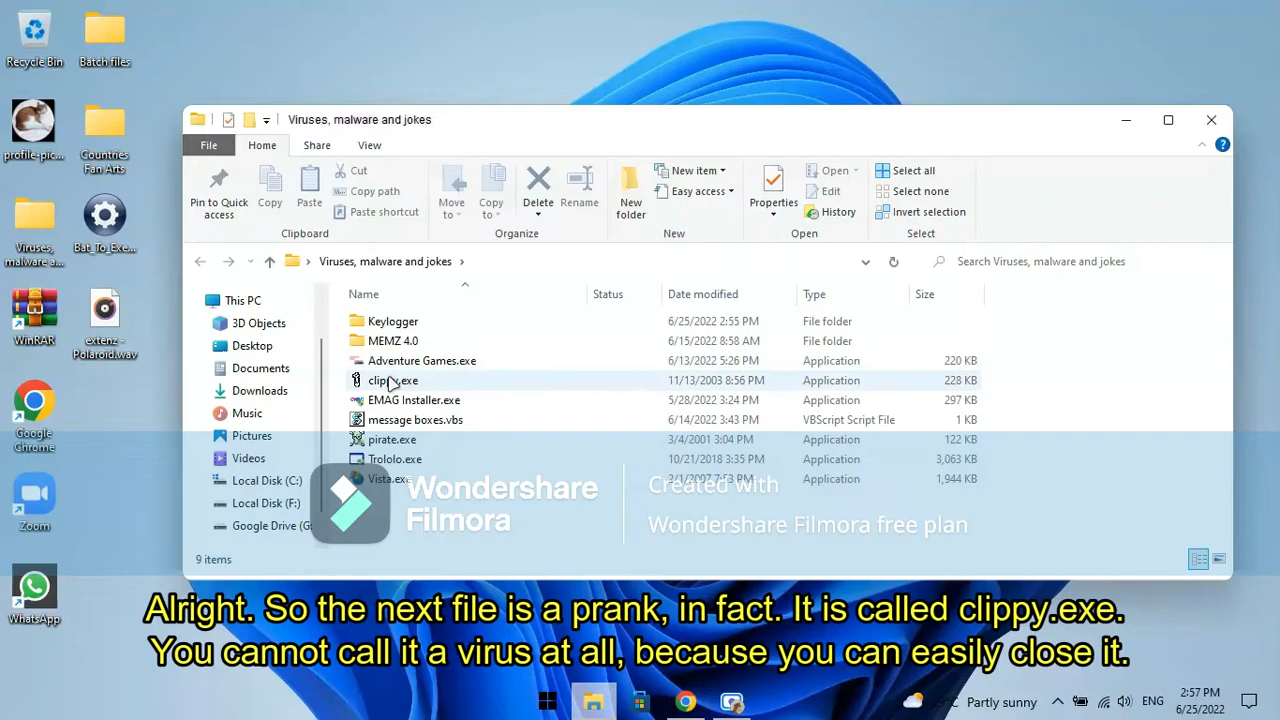 Recycle Bin
Batch files
profile-pic...
Countries
Fan Arts
Viruses,
malware a...
Bat_To_Exe...
WinRAR
extenz -
Polaroid.wav
Google
Chrome
Zoom
WhatsApp
Viruses, malware and jokes
File Home Share View
Pin to Quick
access
Copy
Paste
Cut
Copy path
Paste shortcut
Clipboard
Move
to
Copy
to
Delete
Rename
Organize
New
folder
New item
Easy access
New
Properties
Open
Edit
History
Open
Select all
Select none
Invert selection
Select
Viruses, malware and jokes
Search Viruses, malware and jokes
This PC
3D Objects
Desktop
Documents
Downloads
Music
Pictures
Videos
Local Disk (C:)
Local Disk (F:)
Google Drive (G:
Name Status Date modified Type Size
Keylogger 6/25/2022 2:55 PM File folder
MEMZ 4.0 6/15/2022 8:58 AM File folder
Adventure Games.exe 6/13/2022 5:26 PM Application 220 KB
clippy.exe 11/13/2003 8:56 PM Application 228 KB
EMAG Installer.exe 5/28/2022 3:24 PM Application 297 KB
message boxes.vbs 6/14/2022 3:43 PM VBScript Script File 1 KB
pirate.exe 3/4/2001 3:04 PM Application 122 KB
Trololo.exe 10/21/2018 3:35 PM Application 3,063 KB
Vista.exe 7:53 PM Application 1,944 KB
Wondershare
Filmora
Created with
Wondershare Filmora free plan
9 items
Alright. So the next file is a prank, in fact. It is called clippy.exe.
You cannot call it a virus at all, because you can easily close it.
Partly sunny
ENG
2:57 PM
6/25/2022